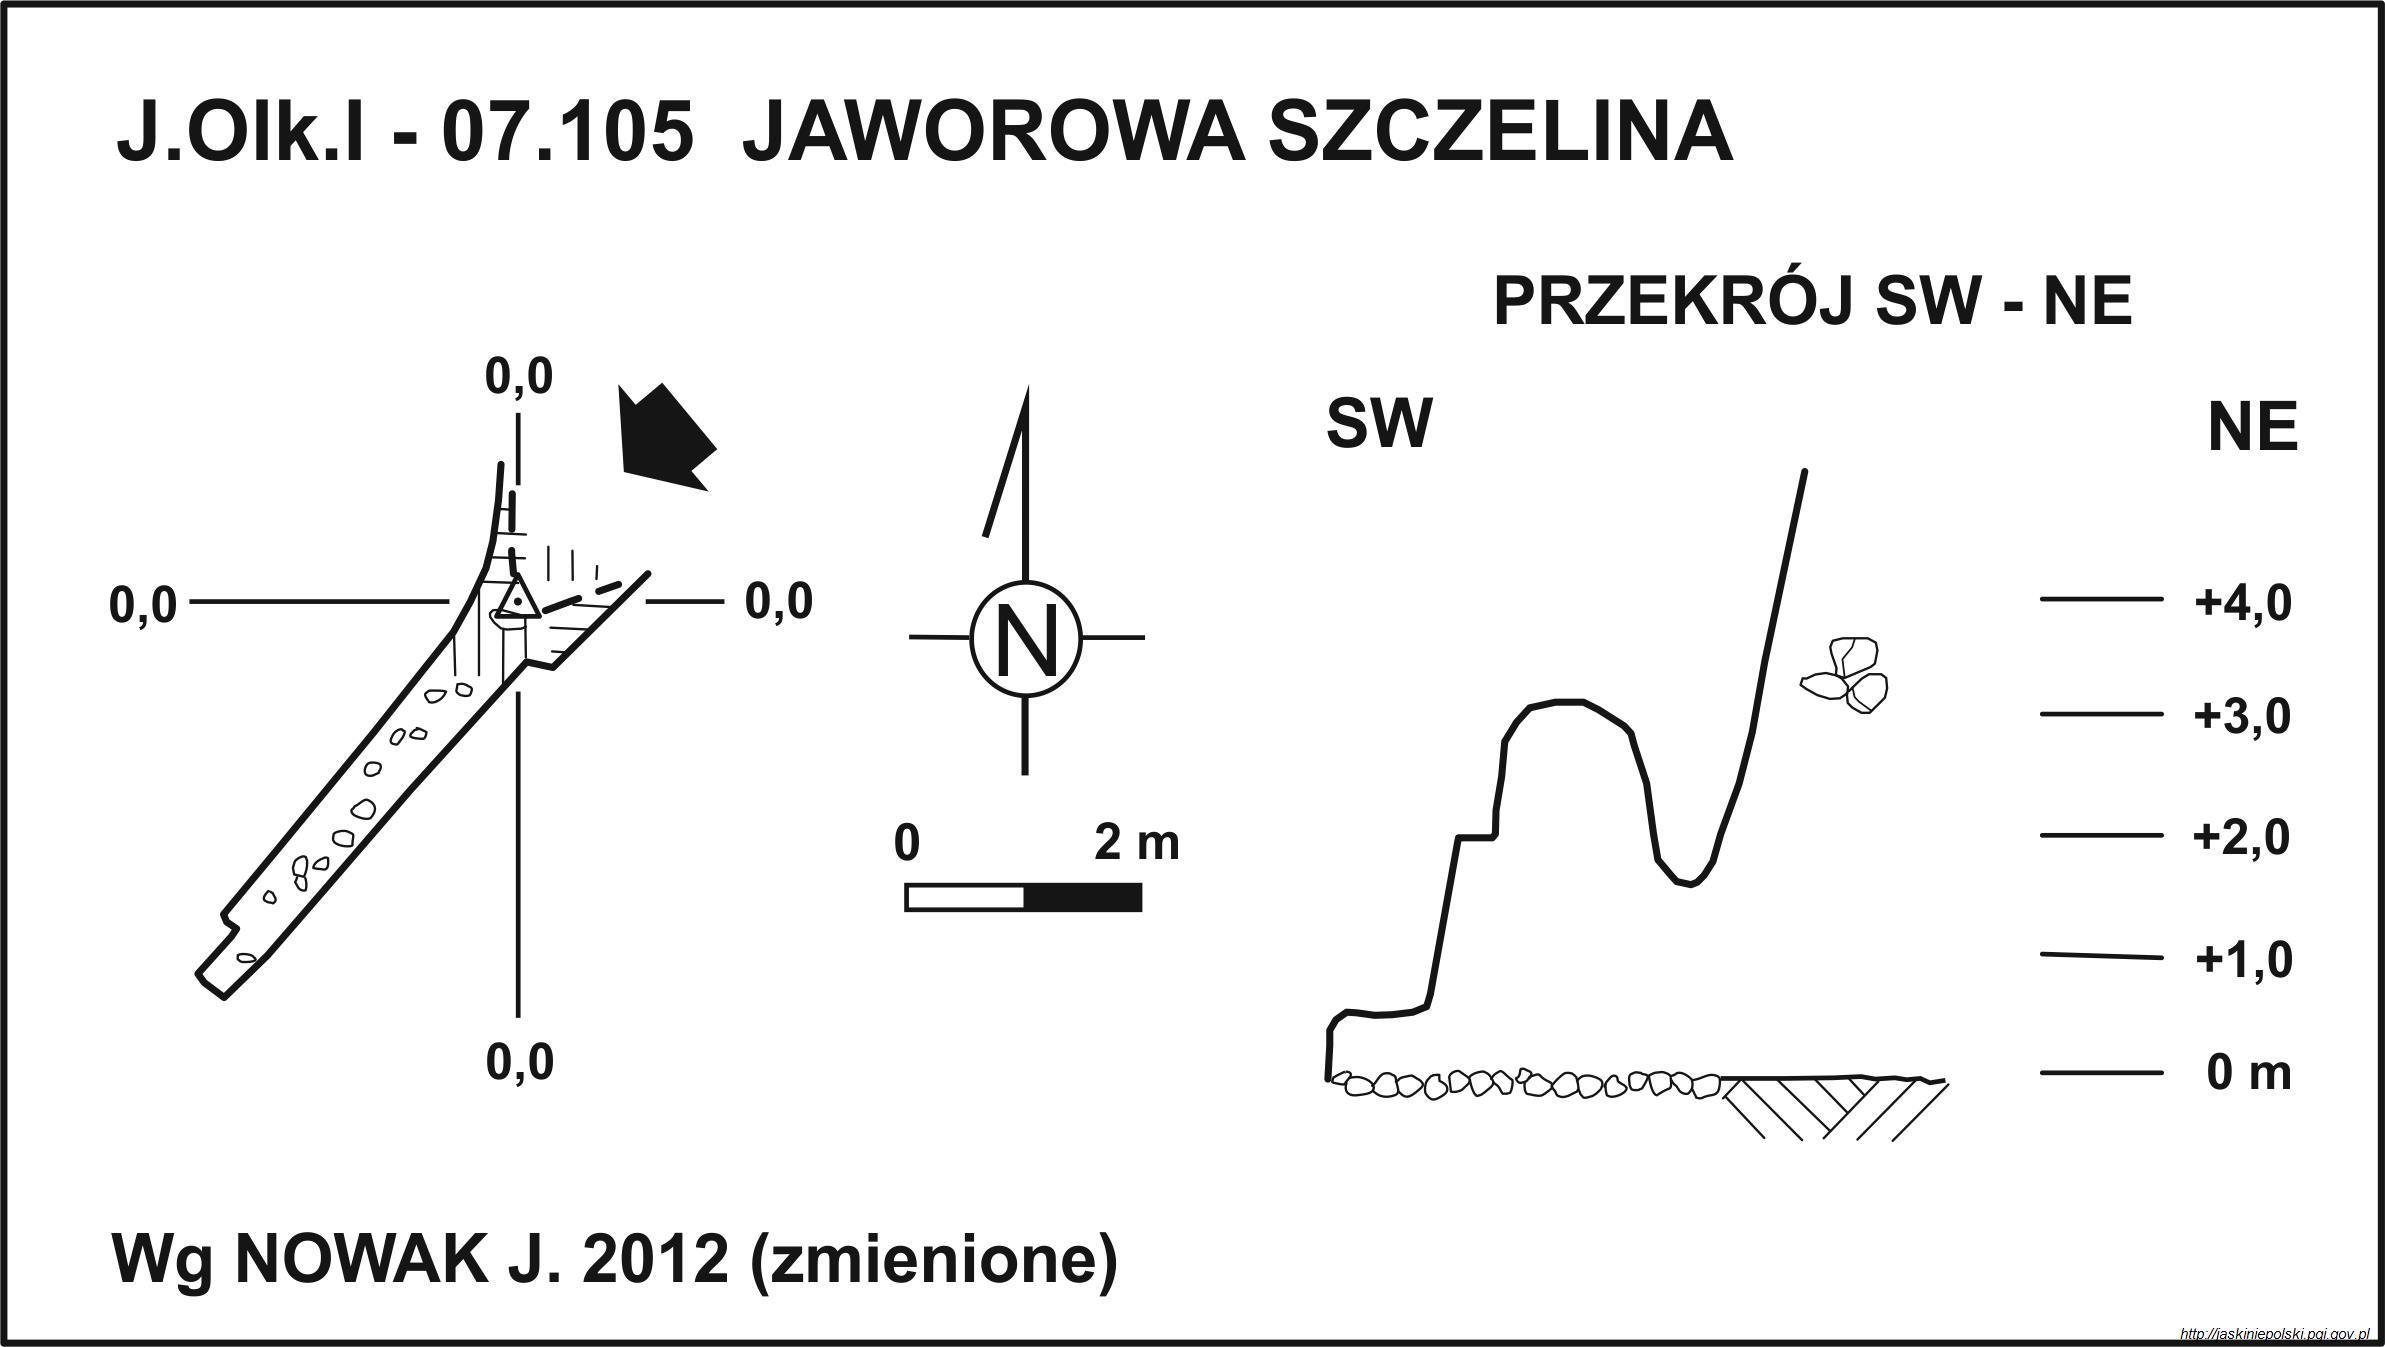 J.Olk.I - 07.105 JAWOROWA SZCZELINA
PRZEKRÓJ SW - NE
0,0
SW
NE
0,0
0,0
N
+4,0
+3,0
0
2 m
+2,0
+1,0
0,0
0 m
Wg NOWAK J. 2012 (zmienione)
http://jaskiniepolski.pgi.gov.pl